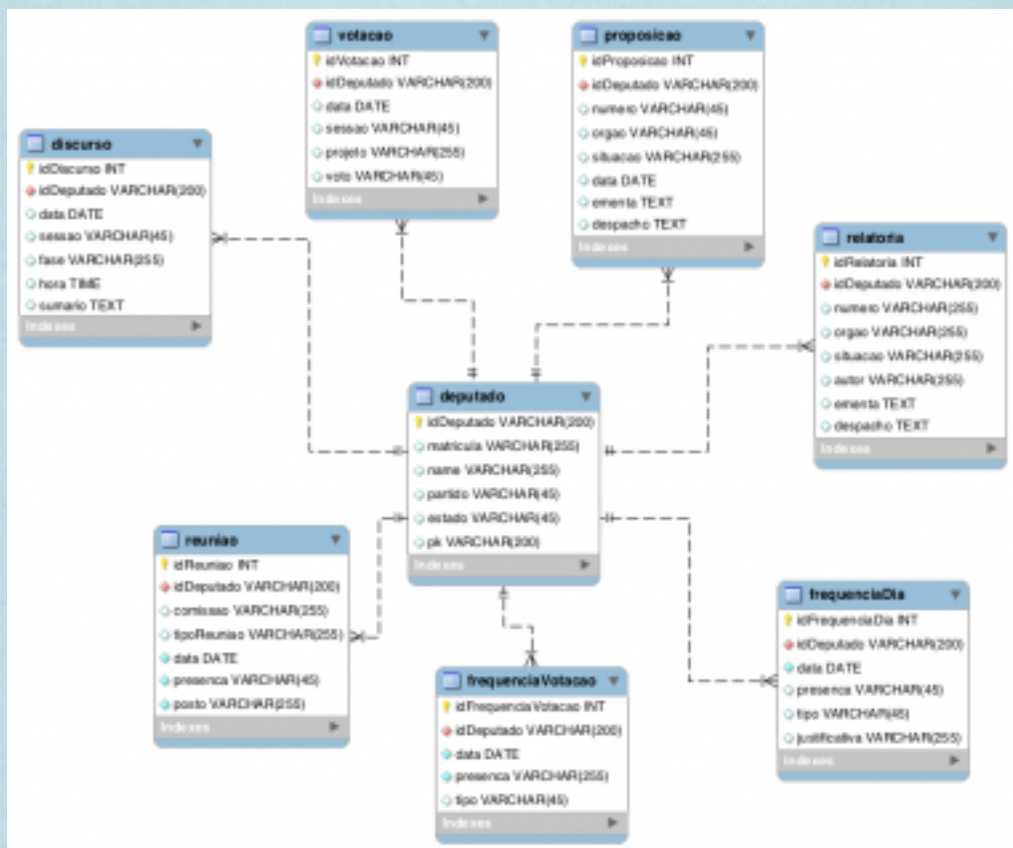 votacao
idVotacao INT
idDeputado VARCHAR(200)
data DATE
sessao VARCHAR(45)
projeto VARCHAR(255)
voto VARCHAR(45)
Indexes
proposicao
idProposicao INT
idDeputado VARCHAR(200)
numero VARCHAR(45)
orgao VARCHAR(45)
situacao VARCHAR(255)
data DATE
ementa TEXT
despacho TEXT
Indexes
discurso
idDiscurso INT
idDeputado VARCHAR(200)
data DATE
sessao VARCHAR(45)
fase VARCHAR(255)
hora TIME
sumario TEXT
Indexes
relatoria
idRelatoria INT
idDeputado VARCHAR(200)
numero VARCHAR(255)
orgao VARCHAR(255)
situacao VARCHAR(255)
autor VARCHAR(255)
ementa TEXT
despacho TEXT
Indexes
deputado
idDeputado VARCHAR(200)
matricula VARCHAR(255)
name VARCHAR(255)
partido VARCHAR(45)
estado VARCHAR(45)
pk VARCHAR(200)
Indexes
reuniao
idReuniao INT
idDeputado VARCHAR(200)
comissao VARCHAR(255)
tipoReuniao VARCHAR(255)
data DATE
presenca VARCHAR(45)
posto VARCHAR(255)
Indexes
frequenciaDia
idFrequenciaDia INT
idDeputado VARCHAR(200)
data DATE
presenca VARCHAR(45)
tipo VARCHAR(45)
justificativa VARCHAR(255)
Indexes
frequenciaVotacao
idFrequenciaVotacao INT
idDeputado VARCHAR(200)
data DATE
presenca VARCHAR(255)
tipo VARCHAR(45)
Indexes